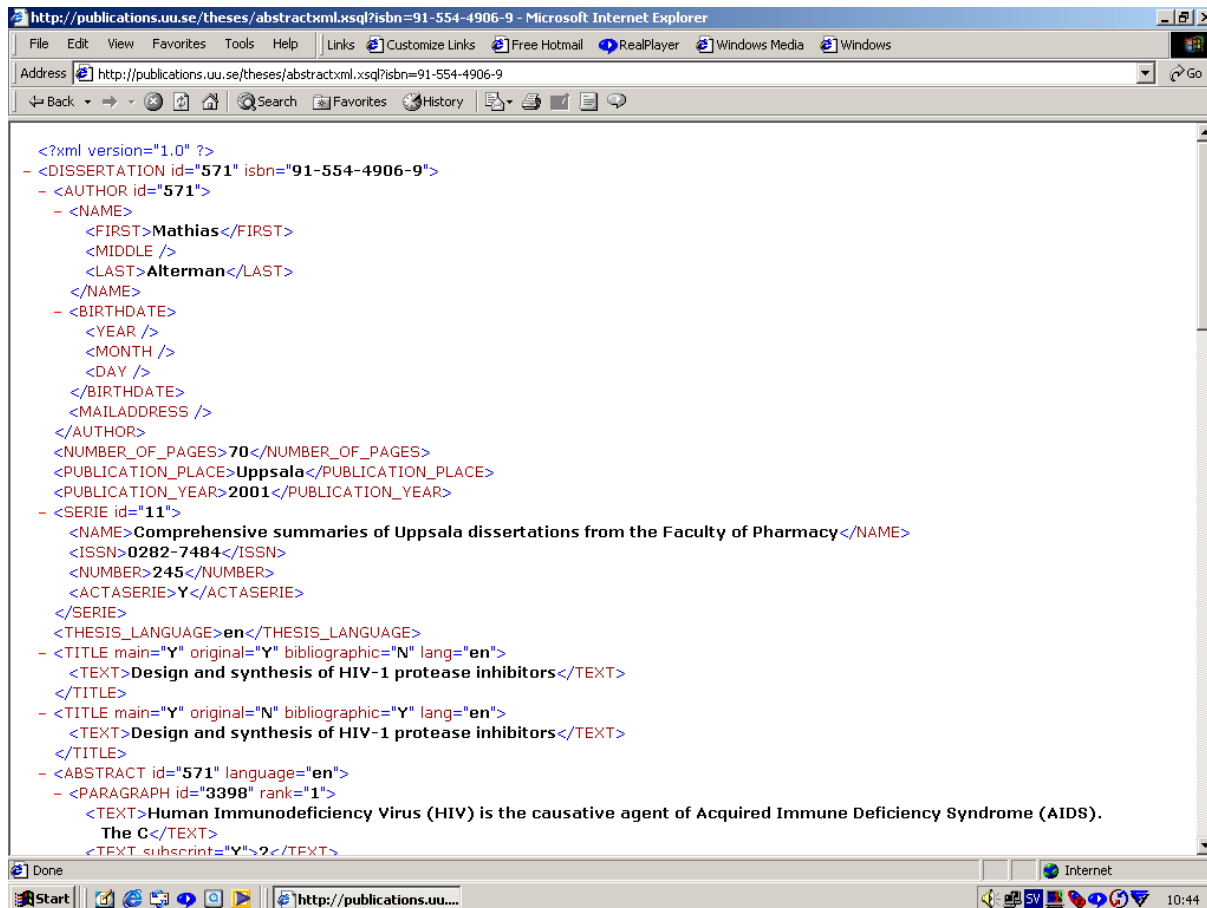 http://publications.uu.se/theses/abstractxml.xsql?isbn=91-554-4906-9 - Microsoft Internet Explorer
File Edit View Favorites Tools Help Links Customize Links Free Hotmail RealPlayer Windows Media Windows
Address http://publications.uu.se/theses/abstractxml.xsql?isbn=91-554-4906-9 Go
Back Search Favorites History
<?xml version="1.0" ?>
- <DISSERTATION id="571" isbn="91-554-4906-9">
- <AUTHOR id="571">
- <NAME>
<FIRST>Mathias</FIRST>
<MIDDLE />
<LAST>Alterman</LAST>
</NAME>
- <BIRTHDATE>
<YEAR />
<MONTH />
<DAY />
</BIRTHDATE>
<MAILADDRESS />
</AUTHOR>
<NUMBER_OF_PAGES>70</NUMBER_OF_PAGES>
<PUBLICATION_PLACE>Uppsala</PUBLICATION_PLACE>
<PUBLICATION_YEAR>2001</PUBLICATION_YEAR>
- <SERIE id="11">
<NAME>Comprehensive summaries of Uppsala dissertations from the Faculty of Pharmacy</NAME>
<ISSN>0282-7484</ISSN>
<NUMBER>245</NUMBER>
<ACTASERIE>Y</ACTASERIE>
</SERIE>
<THESIS_LANGUAGE>en</THESIS_LANGUAGE>
- <TITLE main="Y" original="Y" bibliographic="N" lang="en">
<TEXT>Design and synthesis of HIV-1 protease inhibitors</TEXT>
</TITLE>
- <TITLE main="Y" original="N" bibliographic="Y" lang="en">
<TEXT>Design and synthesis of HIV-1 protease inhibitors</TEXT>
</TITLE>
- <ABSTRACT id="571" language="en">
- <PARAGRAPH id="3398" rank="1">
<TEXT>Human Immunodeficiency Virus (HIV) is the causative agent of Acquired Immune Deficiency Syndrome (AIDS).
The C</TEXT>
<TEXT subscript="Y">2</TEXT>
Done Internet
Start http://publications.uu.... SV 10:44